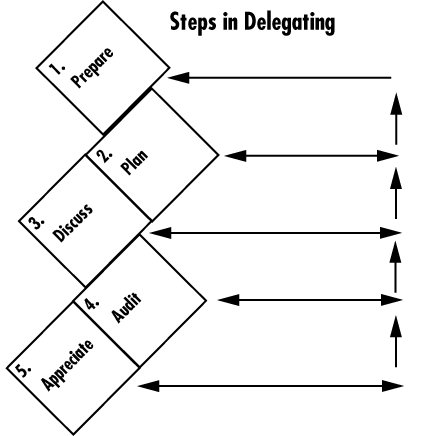 Steps in Delegating
1. Prepare
2. Plan
3. Discuss
4. Audit
5. Appreciate